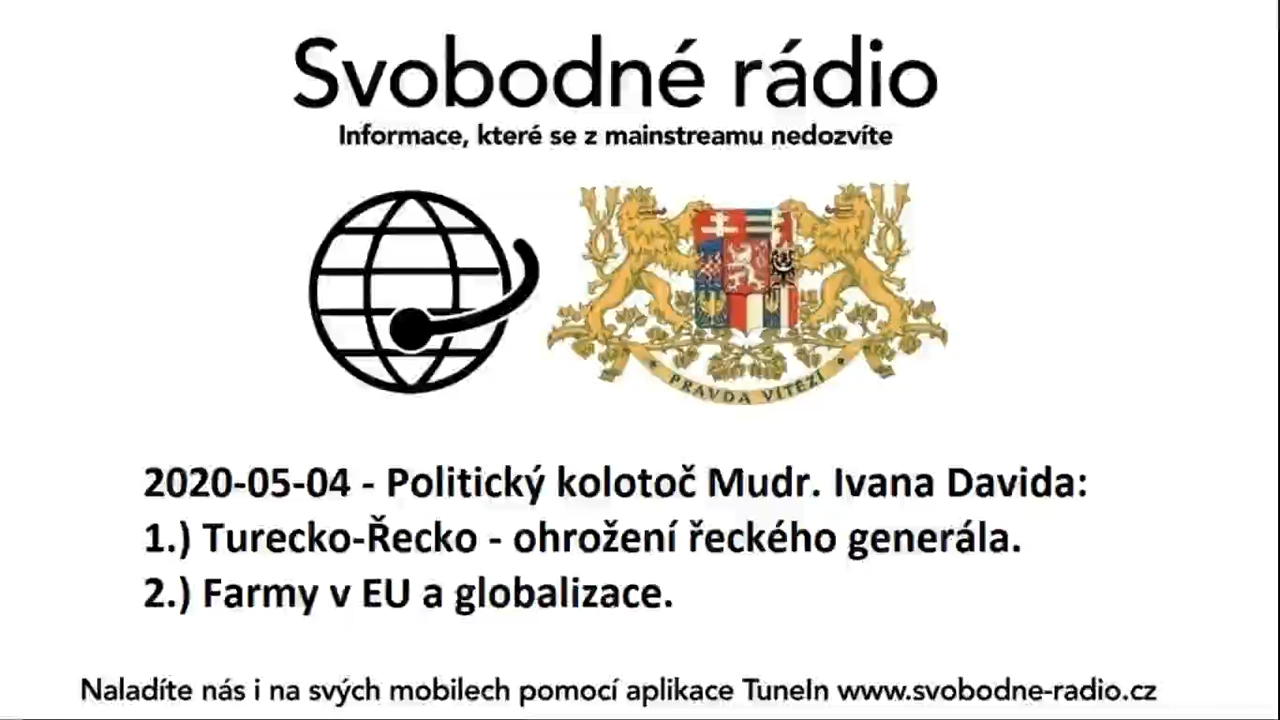 Svobodné rádio
Informace, které se z mainstreamu nedozvíte
PRAVDA VÍTĚZÍ
2020-05-04 - Politický kolotoč Mudr. Ivana Davida:
1.) Turecko-Řecko - ohrožení řeckého generála.
2.) Farmy v EU a globalizace.
Naladíte nás i na svých mobilech pomocí aplikace TuneIn www.svobodne-radio.cz